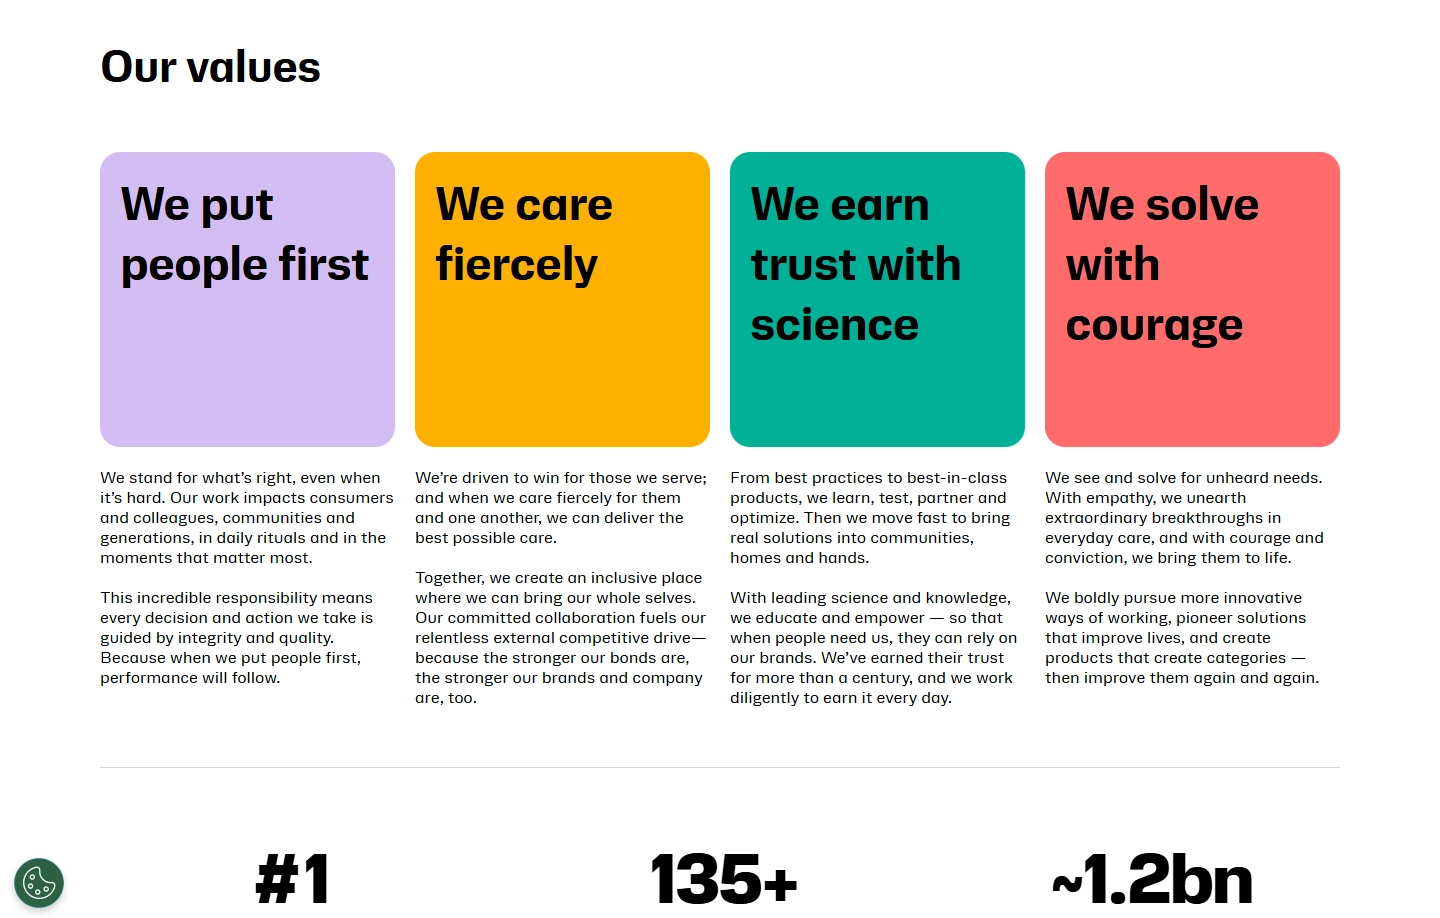 Our values
We put
people first
We care
fiercely
We earn
trust with
science
We solve
with
courage
We stand for what’s right, even when
it’s hard. Our work impacts consumers
and colleagues, communities and
generations, in daily rituals and in the
moments that matter most.
This incredible responsibility means
every decision and action we take is
guided by integrity and quality.
Because when we put people first,
performance will follow.
We’re driven to win for those we serve;
and when we care fiercely for them
and one another, we can deliver the
best possible care.
Together, we create an inclusive place
where we can bring our whole selves.
Our committed collaboration fuels our
relentless external competitive drive—
because the stronger our bonds are,
the stronger our brands and company
are, too.
From best practices to best-in-class
products, we learn, test, partner and
optimize. Then we move fast to bring
real solutions into communities,
homes and hands.
With leading science and knowledge,
we educate and empower — so that
when people need us, they can rely on
our brands. We’ve earned their trust
for more than a century, and we work
diligently to earn it every day.
We see and solve for unheard needs.
With empathy, we unearth
extraordinary breakthroughs in
everyday care, and with courage and
conviction, we bring them to life.
We boldly pursue more innovative
ways of working, pioneer solutions
that improve lives, and create
products that create categories —
then improve them again and again.
#1
135+
~1.2bn